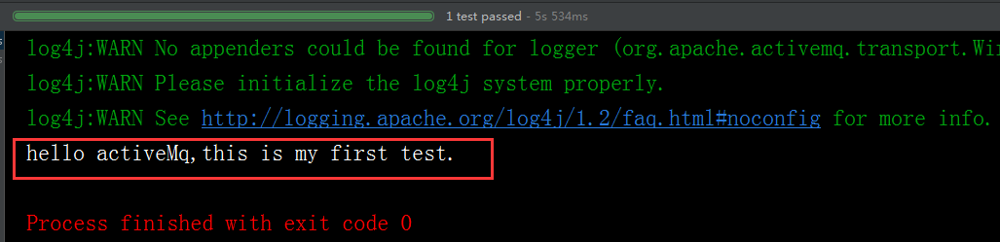 1 test passed - 5s 534ms
log4j:WARN No appenders could be found for logger (org.apache.activemq.transport.Wi
log4j:WARN Please initialize the log4j system properly.
log4j:WARN See http://logging.apache.org/log4j/1.2/faq.html#noconfig for more info.
hello activeMq,this is my first test.
Process finished with exit code 0